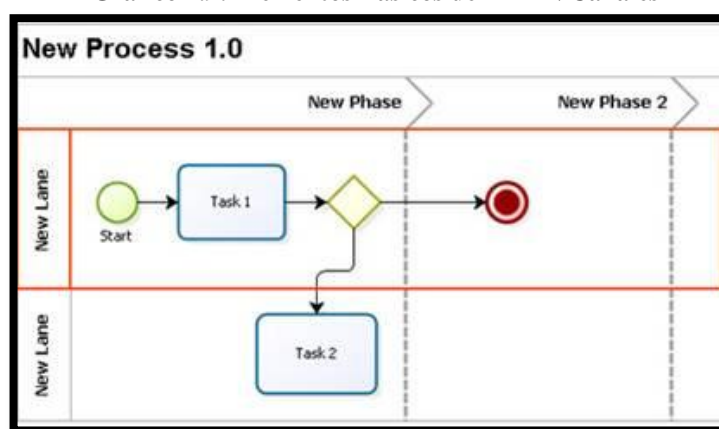 New Process 1.0
New Phase
New Phase 2
New Lane
Start
Task 1
New Lane
Task 2